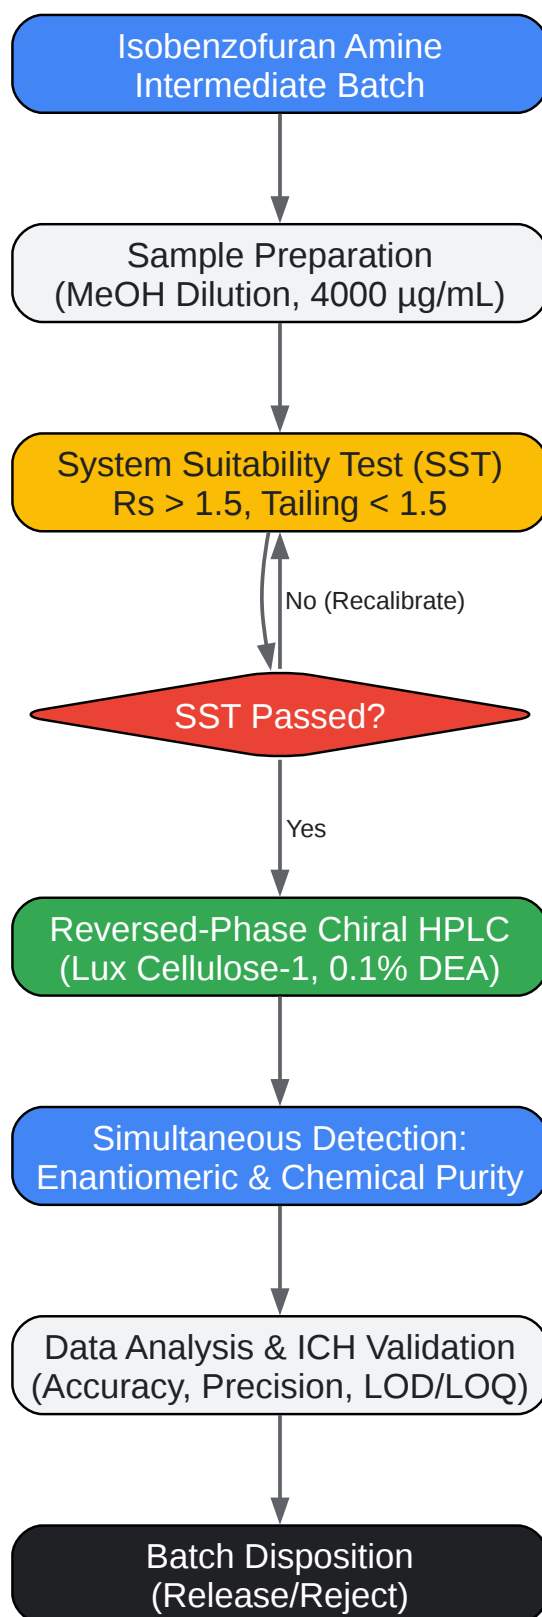 Isobenzofuran Amine
Intermediate Batch
Sample Preparation
(MeOH Dilution, 4000 µg/mL)
System Suitability Test (SST)
Rs > 1.5, Tailing < 1.5
No (Recalibrate)
SST Passed?
Yes
Reversed-Phase Chiral HPLC
(Lux Cellulose-1, 0.1% DEA)
Simultaneous Detection:
Enantiomeric & Chemical Purity
Data Analysis & ICH Validation
(Accuracy, Precision, LOD/LOQ)
Batch Disposition
(Release/Reject)